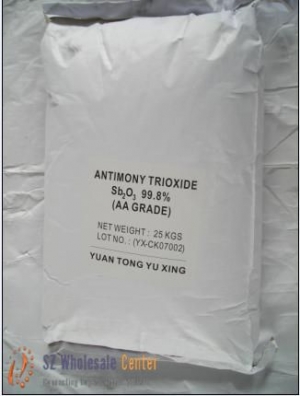 ANTIMONY TRIOXIDE
Sb₂O₃ 99.8%
(AA GRADE)
NET WEIGHT : 25 KGS
LOT NO. : (YX-CK07002)
YUAN TONG YU XING
SZ Wholesale Center